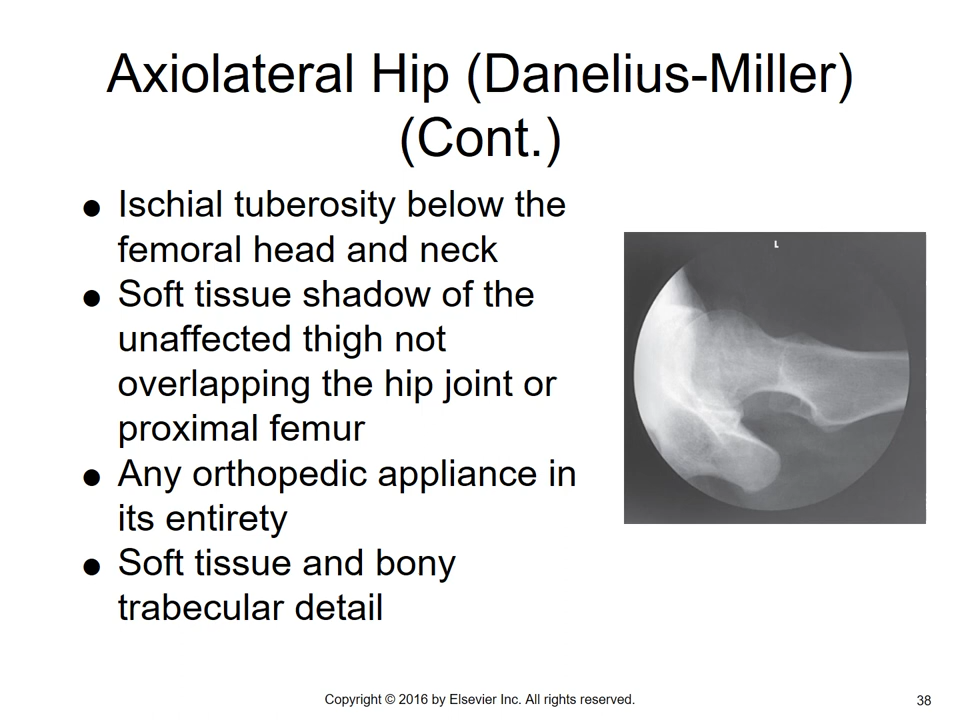 Axiolateral Hip (Danelius-Miller)
(Cont.)
● Ischial tuberosity below the
femoral head and neck
● Soft tissue shadow of the
unaffected thigh not
overlapping the hip joint or
proximal femur
● Any orthopedic appliance in
its entirety
● Soft tissue and bony
trabecular detail
L
Copyright © 2016 by Elsevier Inc. All rights reserved.
38